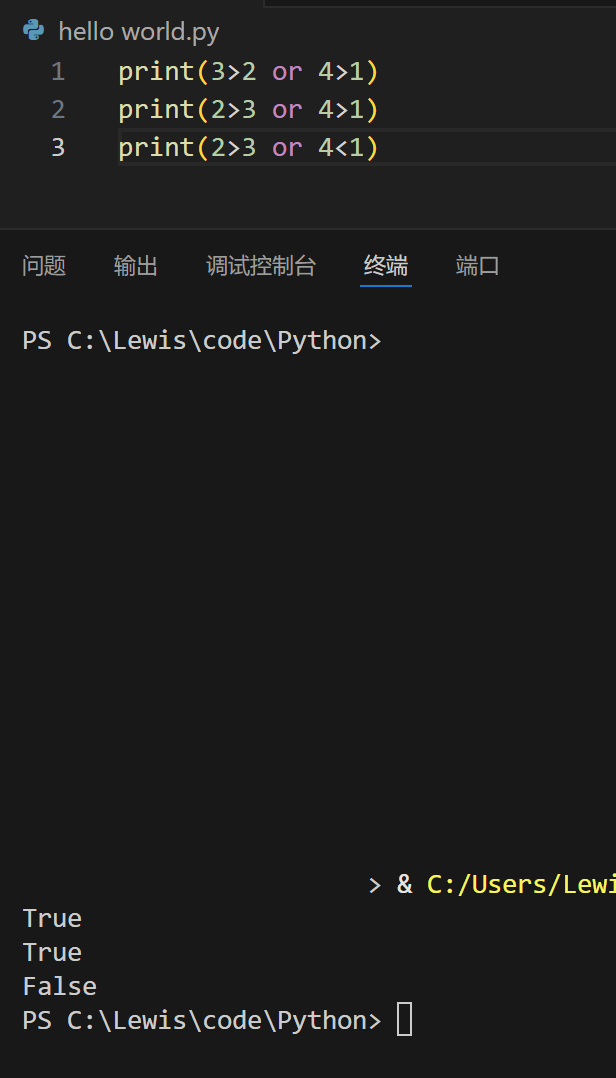 hello world.py
1 print(3>2 or 4>1)
2 print(2>3 or 4>1)
3 print(2>3 or 4<1)
问题 输出 调试控制台 终端 端口
PS C:\Lewis\code\Python>
> & C:/Users/Lewi
True
True
False
PS C:\Lewis\code\Python>